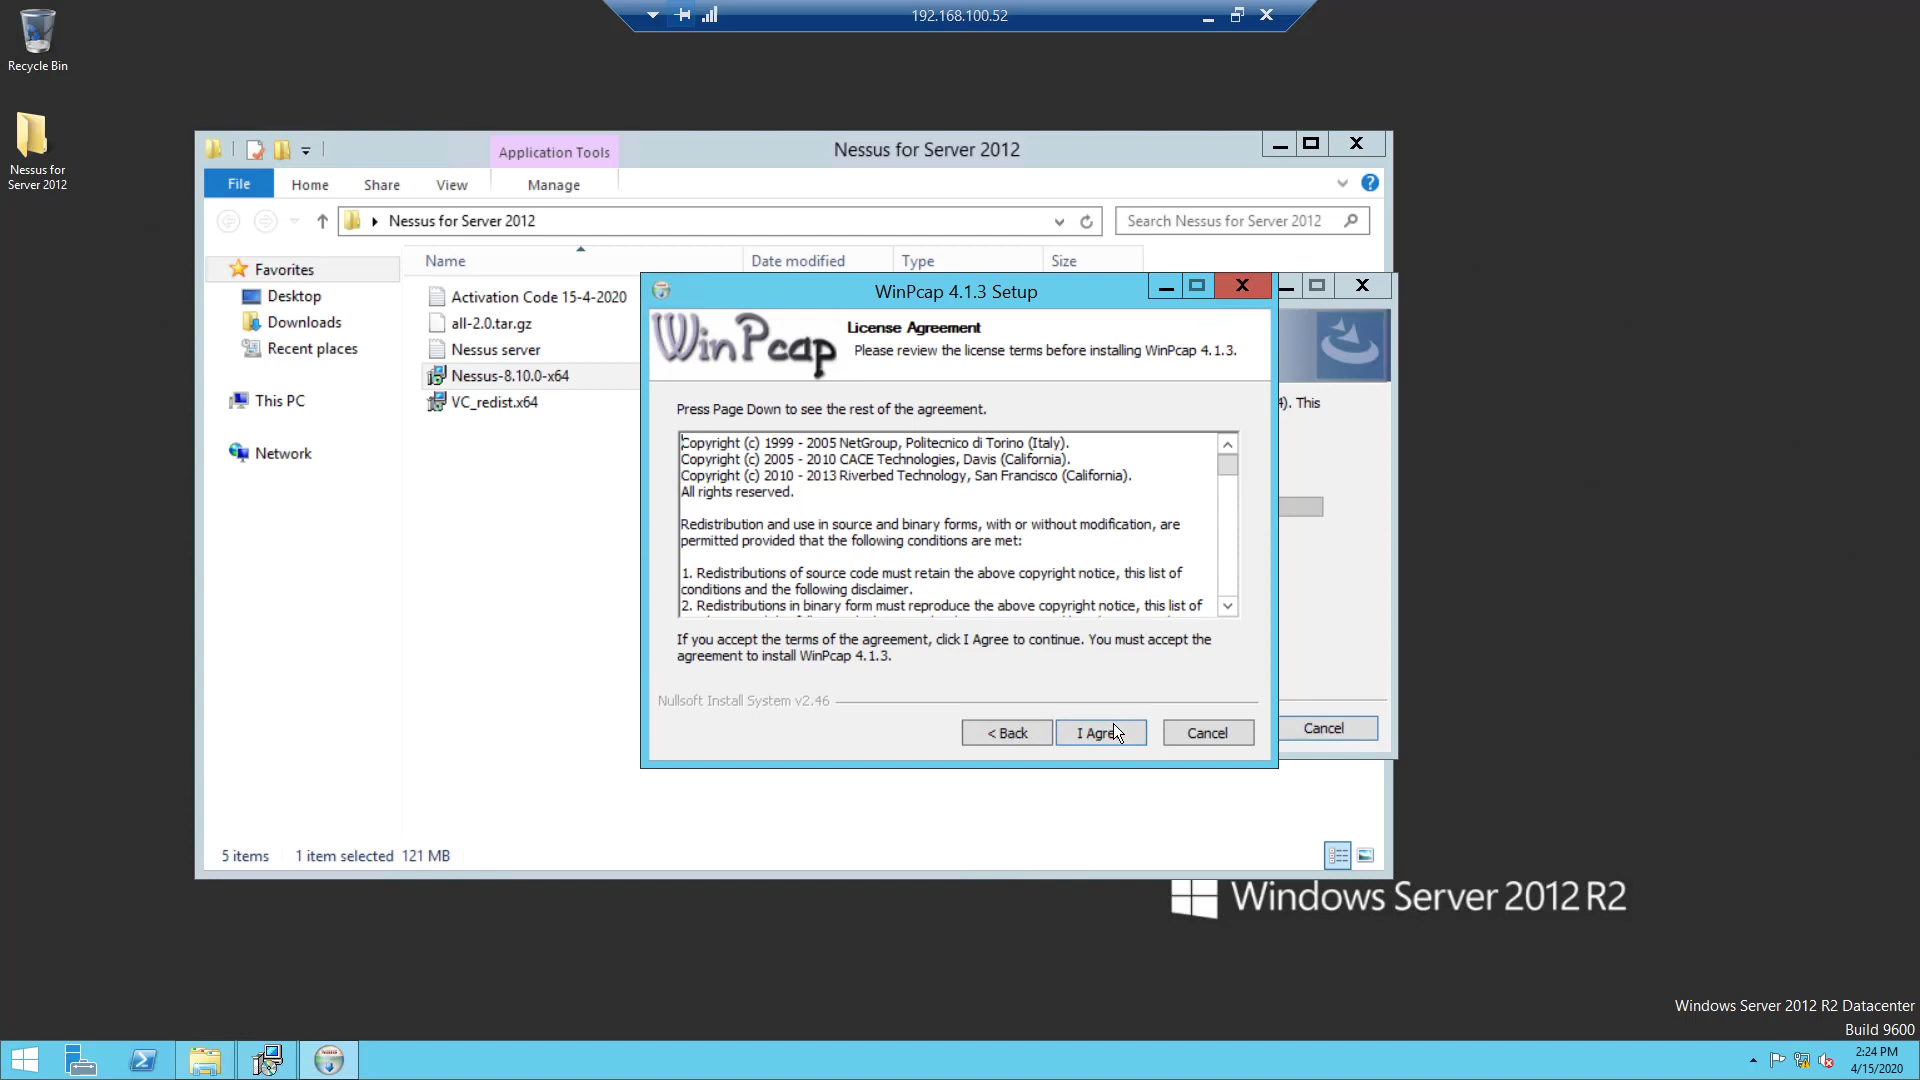 192.168.100.52
Recycle Bin
Nessus for
Server 2012
Application Tools
Nessus for Server 2012
File
Home
Share
View
Manage
Nessus for Server 2012
Search Nessus for Server 2012
Favorites
Desktop
Downloads
Recent places
This PC
Network
Name
Date modified
Type
Size
Activation Code 15-4-2020
all-2.0.tar.gz
Nessus server
Nessus-8.10.0-x64
VC_redist.x64
WinPcap 4.1.3 Setup
WinPcap
License Agreement
Please review the license terms before installing WinPcap 4.1.3.
Press Page Down to see the rest of the agreement.
Copyright (c) 1999 - 2005 NetGroup, Politecnico di Torino (Italy).
Copyright (c) 2005 - 2010 CACE Technologies, Davis (California).
Copyright (c) 2010 - 2013 Riverbed Technology, San Francisco (California).
All rights reserved.
Redistribution and use in source and binary forms, with or without modification, are
permitted provided that the following conditions are met:
1. Redistributions of source code must retain the above copyright notice, this list of
conditions and the following disclaimer.
2. Redistributions in binary form must reproduce the above copyright notice, this list of
If you accept the terms of the agreement, click I Agree to continue. You must accept the
agreement to install WinPcap 4.1.3.
Nullsoft Install System v2.46
< Back
I Agree
Cancel
4). This
Cancel
5 items
1 item selected 121 MB
Windows Server 2012 R2
Windows Server 2012 R2 Datacenter
Build 9600
2:24 PM
4/15/2020